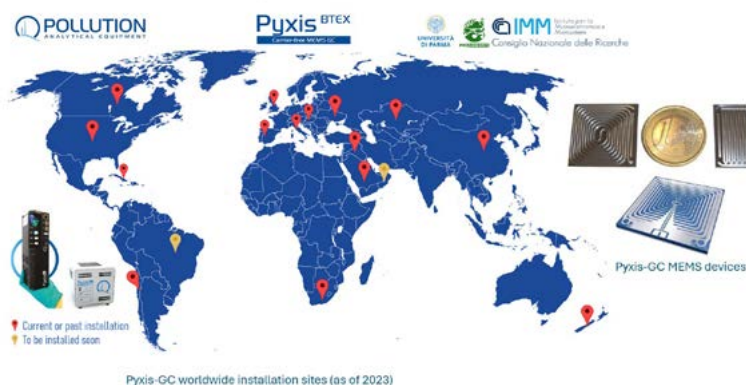 POLLUTION
ANALYTICAL EQUIPMENT
Pyxis BTEX
Carrier-free MEMS-GC
UNIVERSITÀ
DI PARMA
IMM
Consiglio Nazionale delle Ricerche
Pyxis-GC MEMS devices
Current or past installation
To be installed soon
Pyxis-GC worldwide installation sites (as of 2023)